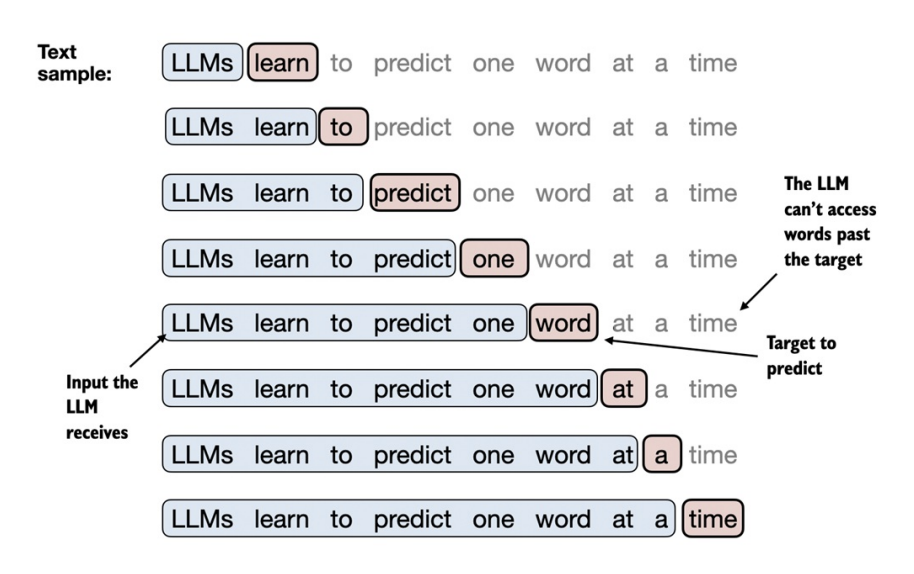 Text
sample:
LLMs learn to predict one word at a time
LLMs learn to predict one word at a time
LLMs learn to predict one word at a time
The LLM
can't access
words past
the target
LLMs learn to predict one word at a time
LLMs learn to predict one word at a time
Target to
predict
Input the
LLM
receives
LLMs learn to predict one word at a time
LLMs learn to predict one word at a time
LLMs learn to predict one word at a time